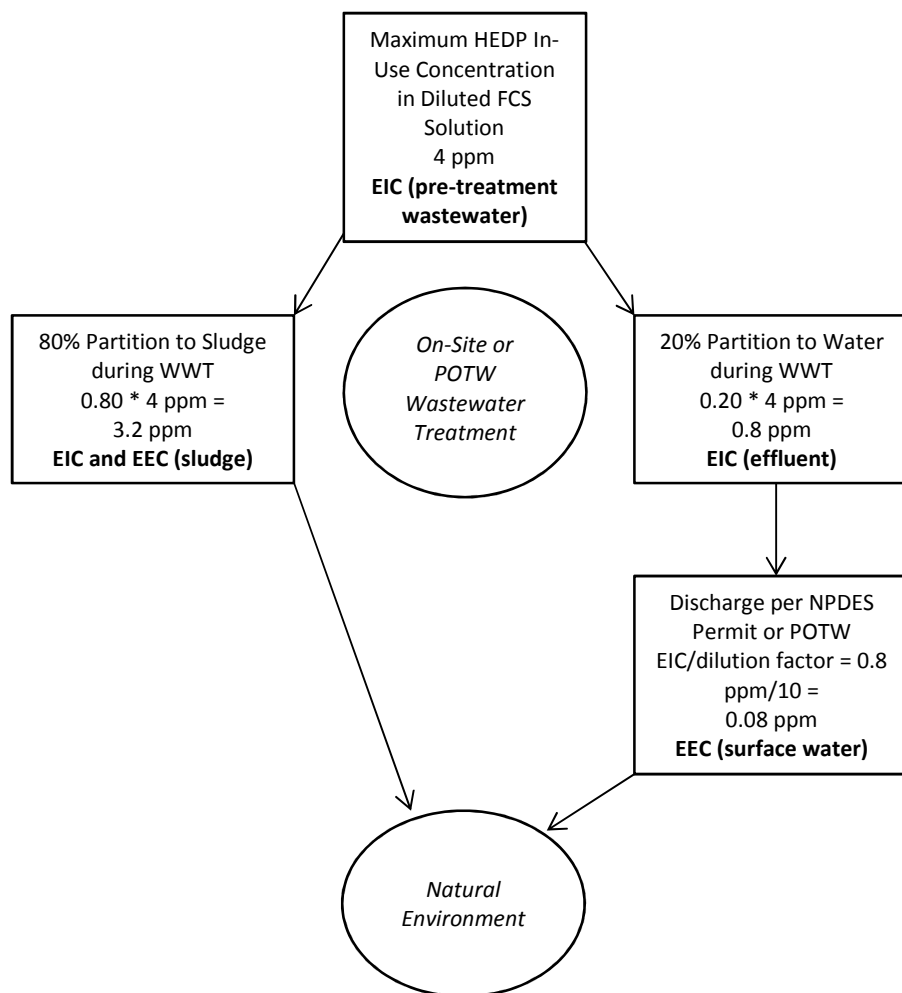 Maximum HEDP In-
Use Concentration
in Diluted FCS
Solution
4 ppm
EIC (pre-treatment
wastewater)
80% Partition to Sludge
during WWT
0.80 * 4 ppm =
3.2 ppm
EIC and EEC (sludge)
On-Site or
POTW
Wastewater
Treatment
20% Partition to Water
during WWT
0.20 * 4 ppm =
0.8 ppm
EIC (effluent)
Discharge per NPDES
Permit or POTW
EIC/dilution factor = 0.8
ppm/10 =
0.08 ppm
EEC (surface water)
Natural
Environment